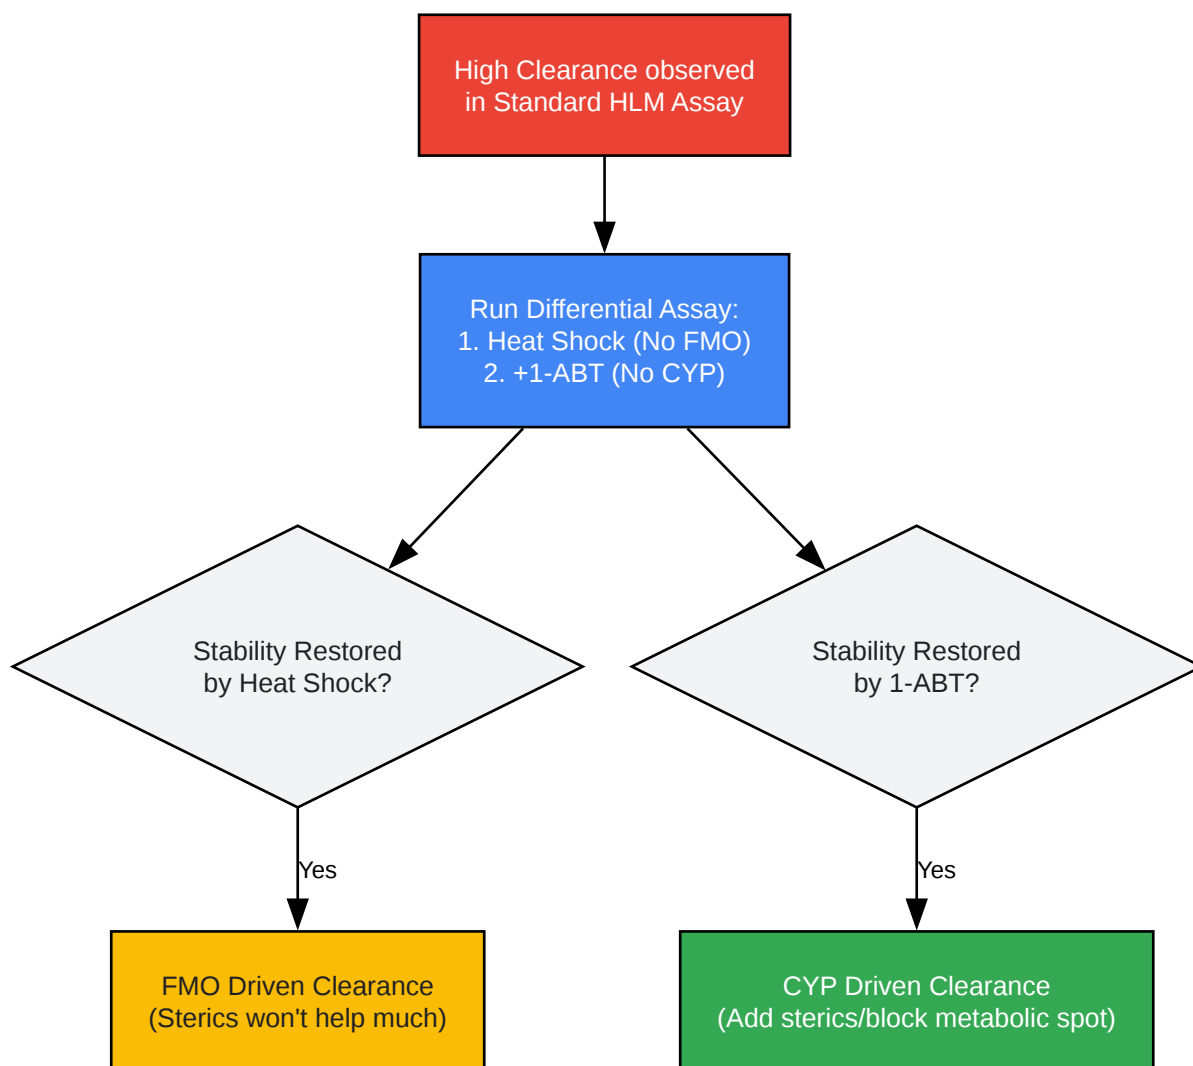 High Clearance observed
in Standard HLM Assay
Run Differential Assay:
1. Heat Shock (No FMO)
2. +1-ABT (No CYP)
Stability Restored
by Heat Shock?
Stability Restored
by 1-ABT?
Yes
Yes
FMO Driven Clearance
(Sterics won't help much)
CYP Driven Clearance
(Add sterics/block metabolic spot)